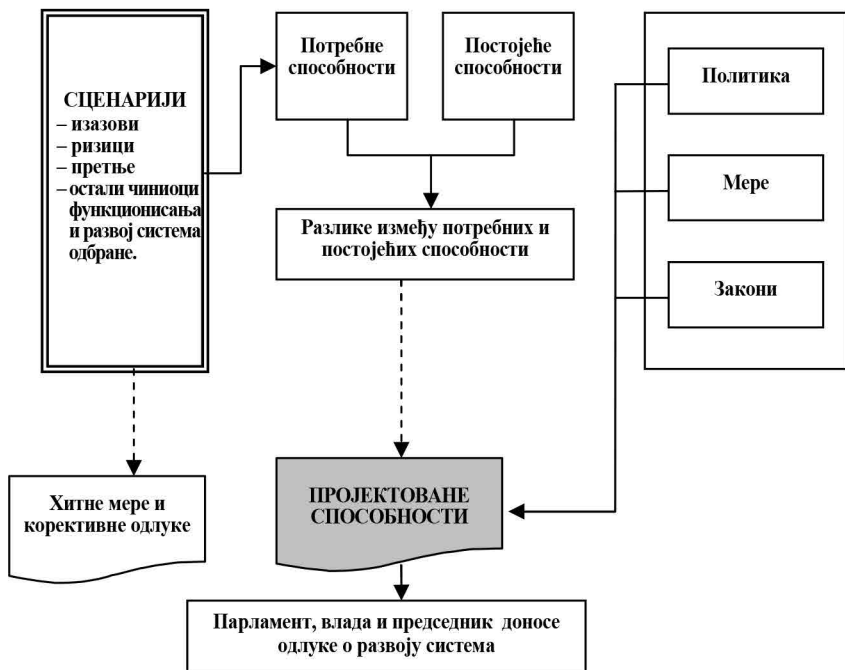 СЦЕНАРИЈИ
– изазови
– ризици
– претње
– остали чиниоци
функционисања
и развој система
одбране.
Потребне
способности
Постојеће
способности
Разлике између потребних и
постојећих способности
Политика
Мере
Закони
Хитне мере и
корективне одлуке
ПРОЈЕКТОВАНЕ
СПОСОБНОСТИ
Парламент, влада и председник доносе
одлуке о развоју система